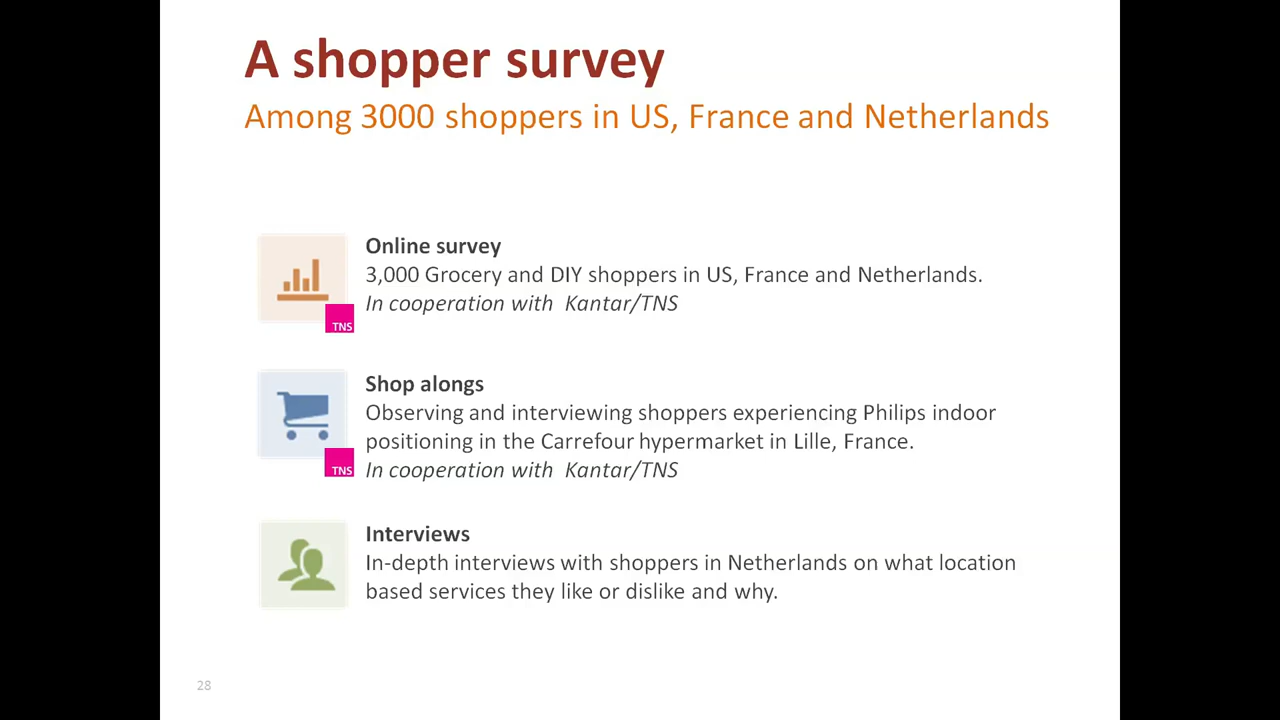 A shopper survey
Among 3000 shoppers in US, France and Netherlands
Online survey
3,000 Grocery and DIY shoppers in US, France and Netherlands.
In cooperation with Kantar/TNS
TNS
Shop alongs
Observing and interviewing shoppers experiencing Philips indoor
positioning in the Carrefour hypermarket in Lille, France.
In cooperation with Kantar/TNS
TNS
Interviews
In-depth interviews with shoppers in Netherlands on what location
based services they like or dislike and why.
28